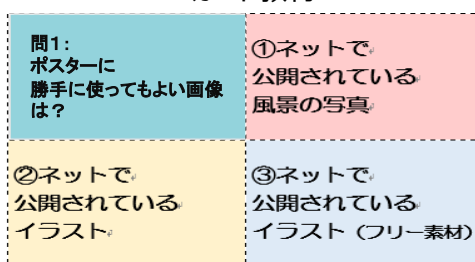 問1：
ポスターに
勝手に使ってもよい画像
は？
①ネットで
公開されている
風景の写真
②ネットで
公開されている
イラスト
③ネットで
公開されている
イラスト（フリー素材）